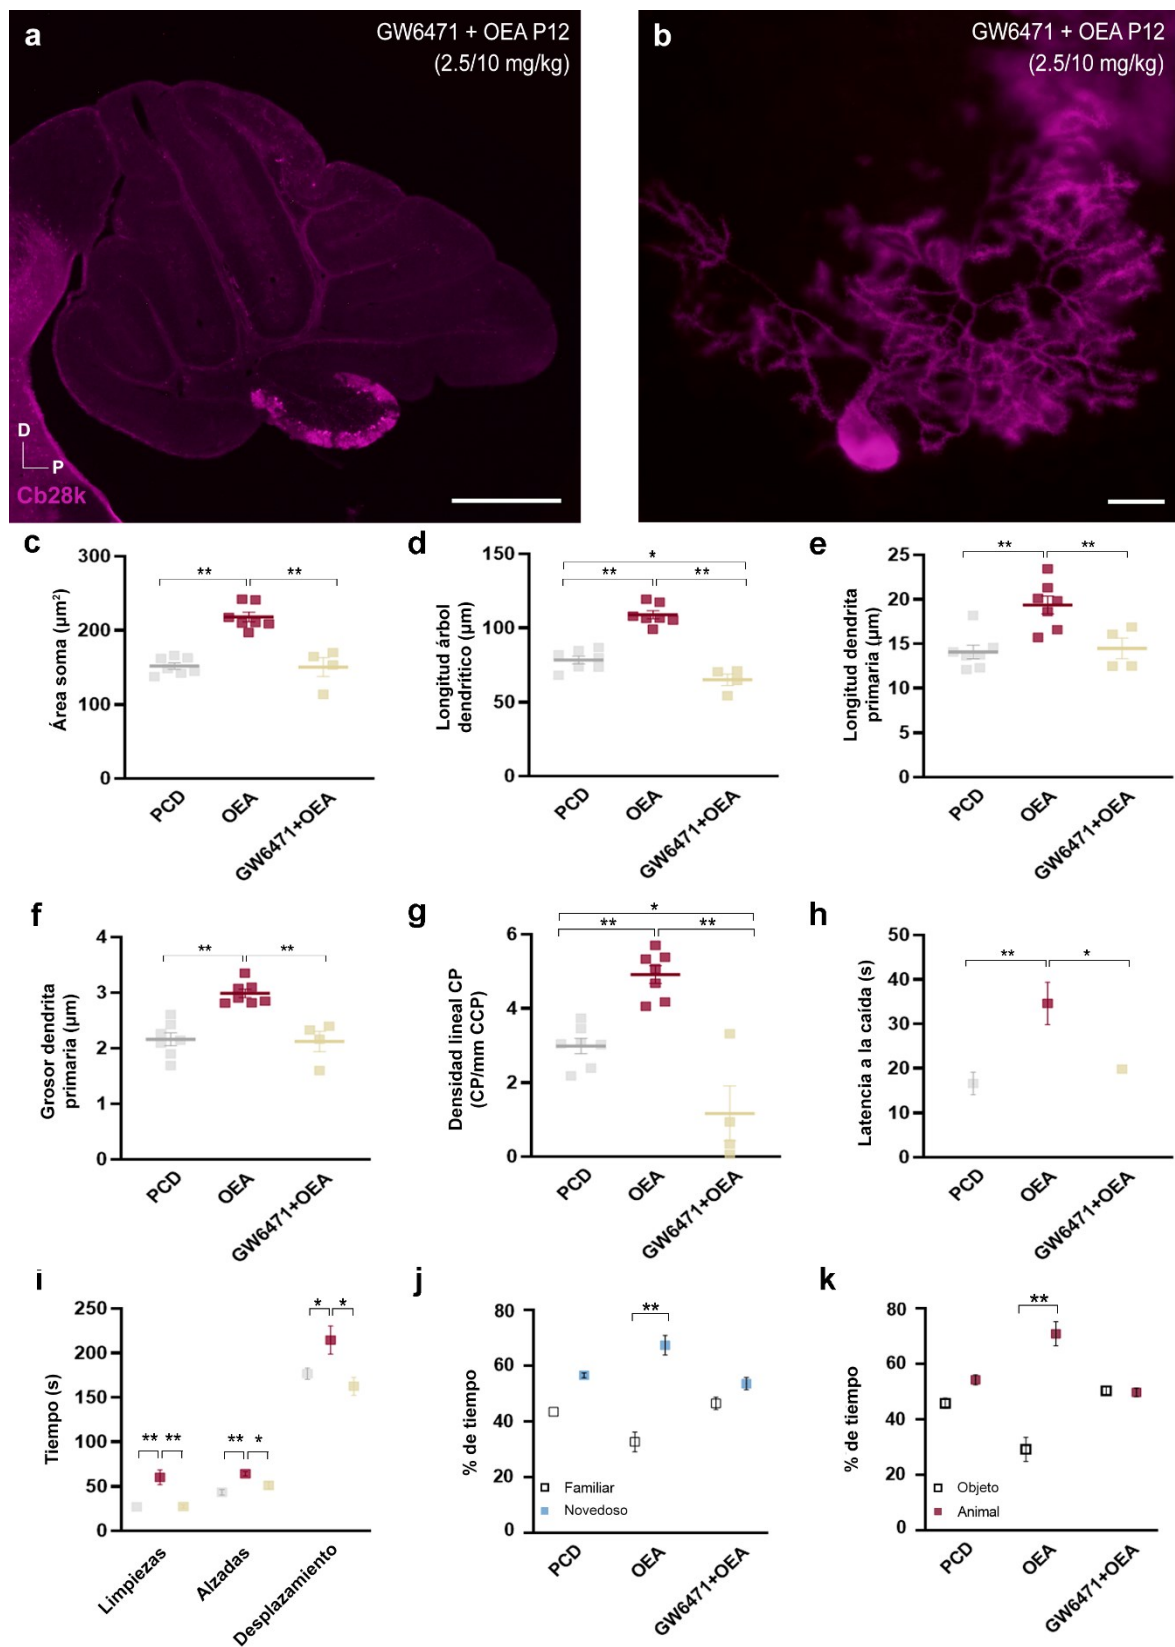 a
GW6471 + OEA P12
(2.5/10 mg/kg)
D
P
Cb28k
b
GW6471 + OEA P12
(2.5/10 mg/kg)
c
Área soma (µm²)
300
200
100
0
**
**
PCD
OEA
GW6471+OEA
d
Longitud árbol
dendrítico (µm)
150
100
50
0
*
**
**
PCD
OEA
GW6471+OEA
e
Longitud dendrita
primaria (µm)
25
20
15
10
5
0
**
**
PCD
OEA
GW6471+OEA
f
Grosor dendrita
primaria (µm)
4
3
2
1
0
**
**
PCD
OEA
GW6471+OEA
g
Densidad lineal CP
(CP/mm CCP)
6
4
2
0
*
**
**
PCD
OEA
GW6471+OEA
h
Latencia a la caída (s)
50
40
30
20
10
0
**
*
PCD
OEA
GW6471+OEA
i
Tiempo (s)
250
200
150
100
50
0
**
**
**
*
*
*
Limpiezas
Alzadas
Desplazamiento
j
% de tiempo
80
60
40
20
0
**
Familiar
Novedoso
PCD
OEA
GW6471+OEA
k
% de tiempo
80
60
40
20
0
**
Objeto
Animal
PCD
OEA
GW6471+OEA